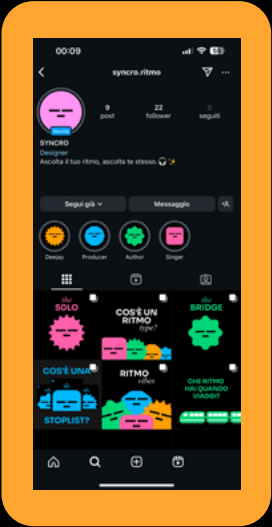 00:09
syncro.ritmo
9
22
0
post
follower
seguiti
Novità
SYNCRO
Designer
Ascolta il tuo ritmo, ascolta te stesso.
Segui già
Messaggio
Deejay
Producer
Author
Singer
the
SOLO
COS'È UN
RITMO
type?
the
BRIDGE
COS'È UNA
STOPLIST?
RITMO
vibes
CHE RITMO
HAI QUANDO
VIAGGI?